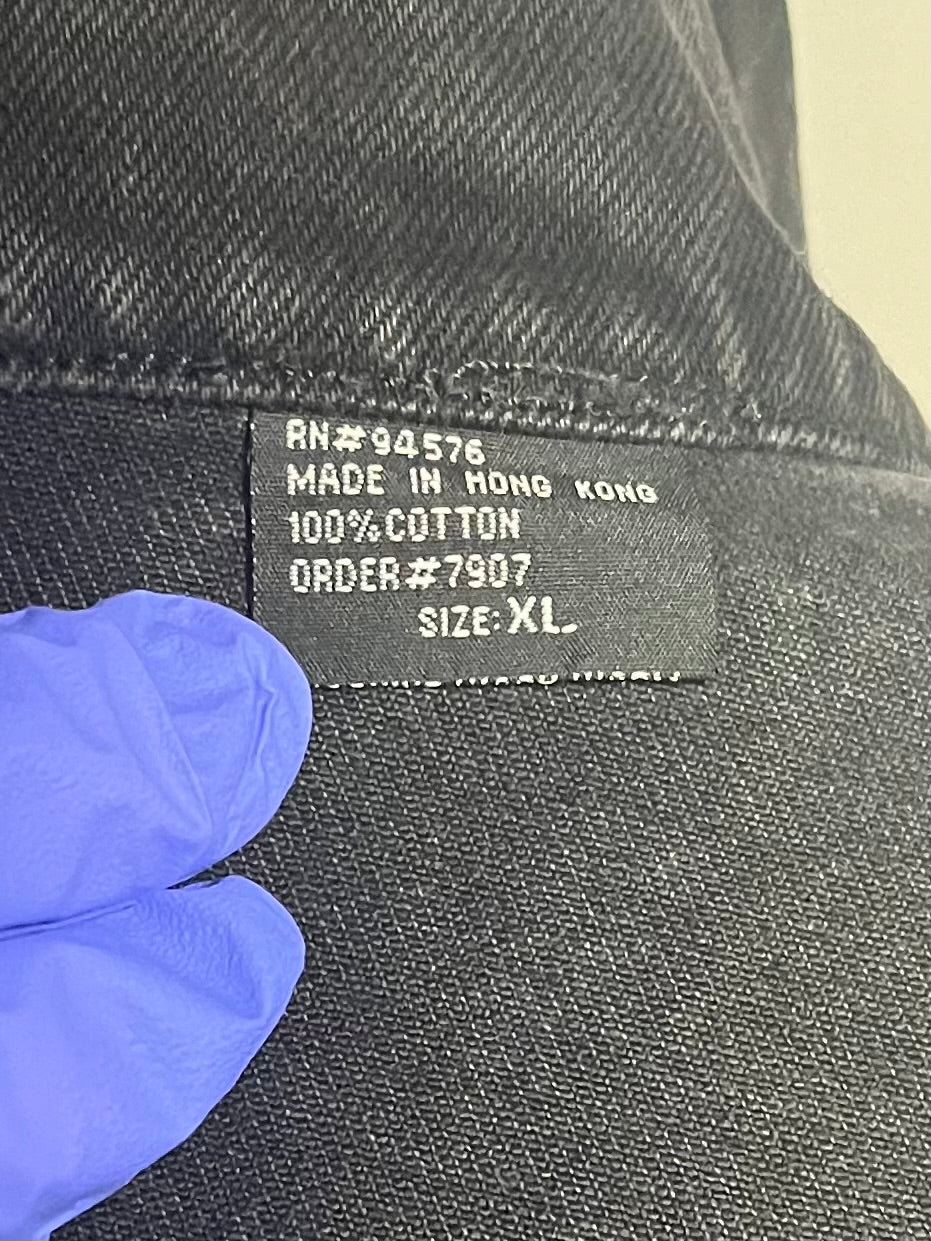 RN#94576
MADE IN HONG KONG
100%COTTON
ORDER#7907
SIZE:XL